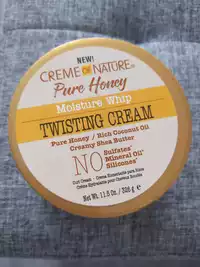 NEW!
CREME OF NATURE®
Pure Honey
Moisture Whip
TWISTING CREAM
Pure Honey / Rich Coconut Oil
Creamy Shea Butter
NO
Sulfates*
Mineral Oil*
Silicones*
Net Wt. 11.5 Oz. / 326 g ℮